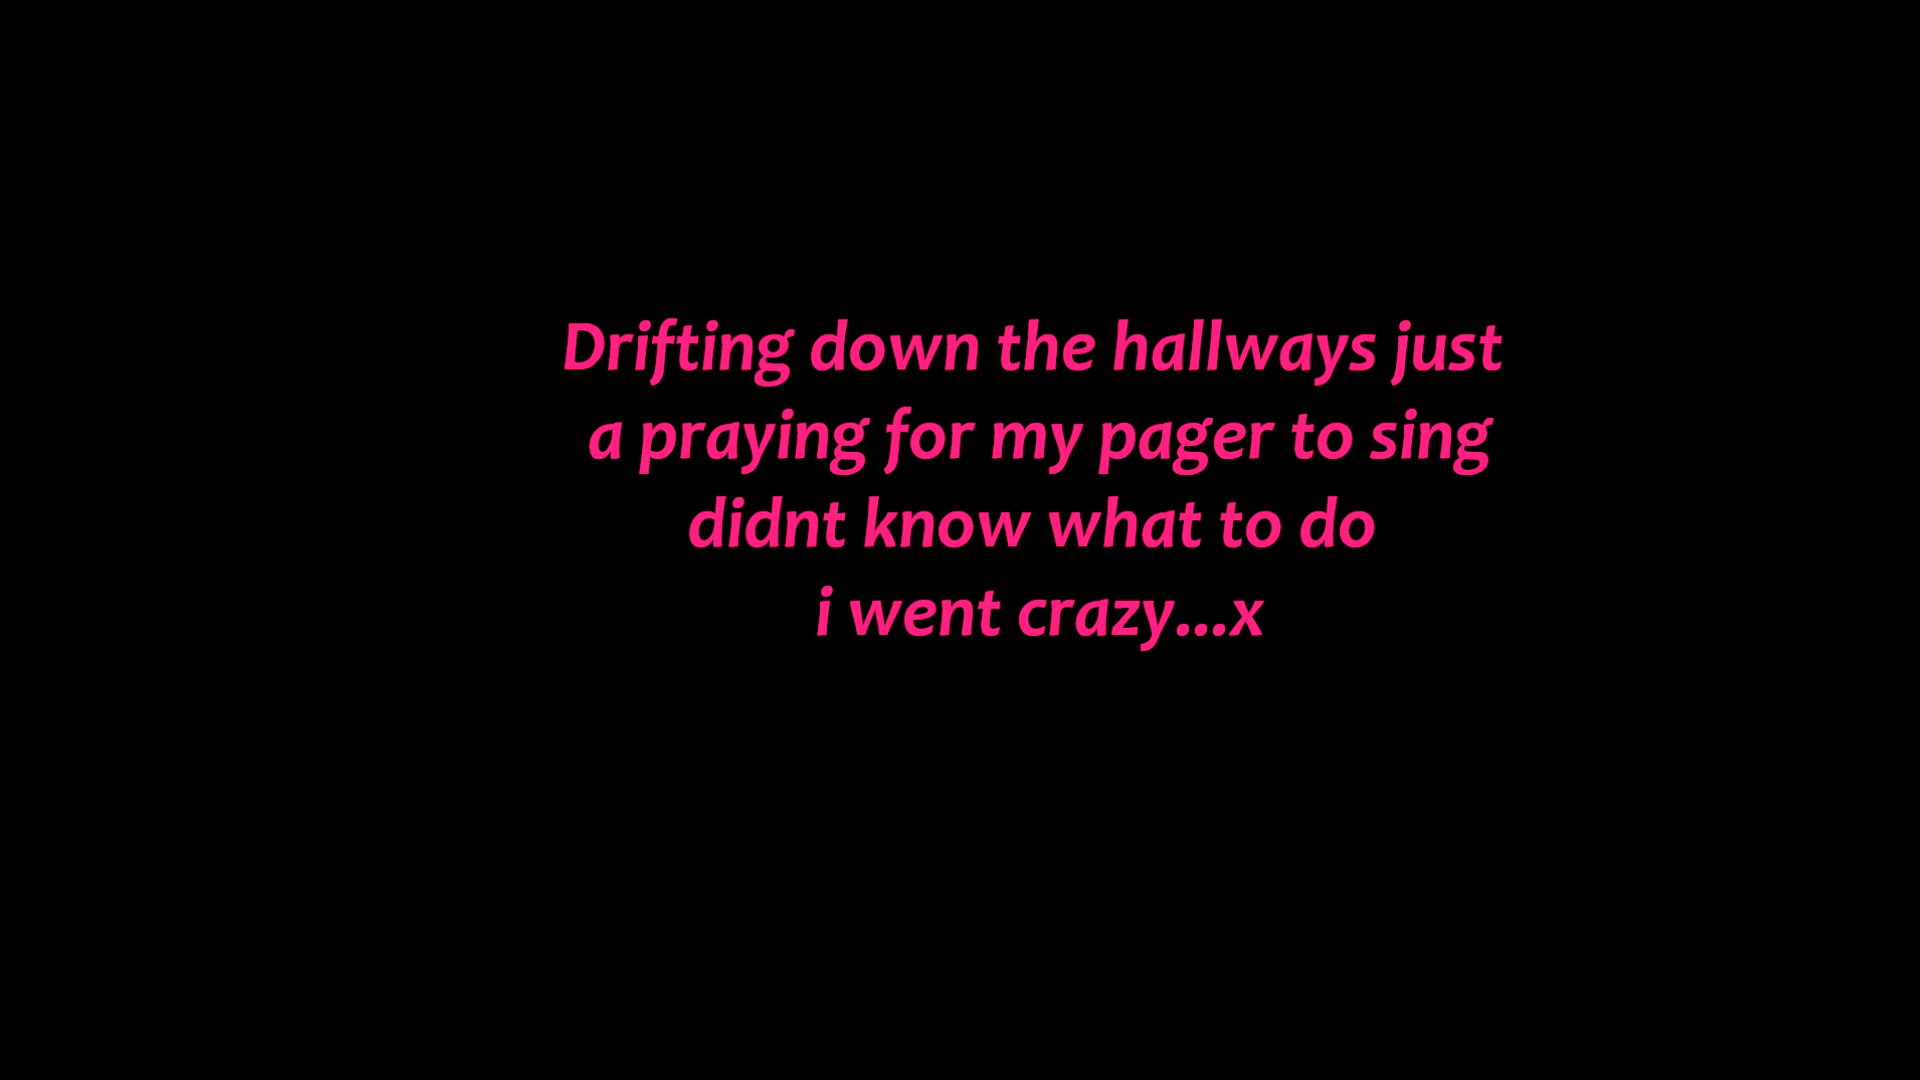 Drifting down the hallways just
a praying for my pager to sing
didnt know what to do
i went crazy...x